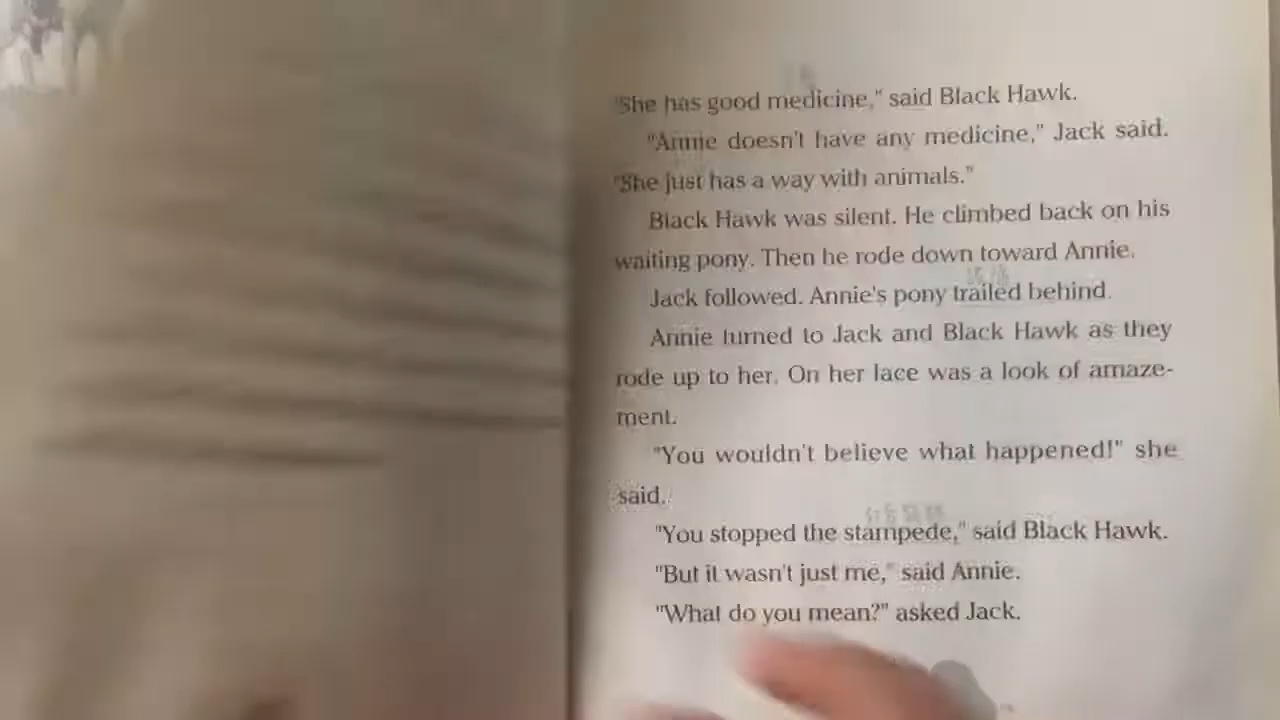 "She has good medicine," said Black Hawk.
"Annie doesn't have any medicine," Jack said.
"She just has a way with animals."
Black Hawk was silent. He climbed back on his
waiting pony. Then he rode down toward Annie.
Jack followed. Annie's pony trailed behind.
Annie turned to Jack and Black Hawk as they
rode up to her. On her face was a look of amaze-
ment.
"You wouldn't believe what happened!" she
said.
"You stopped the stampede," said Black Hawk.
"But it wasn't just me," said Annie.
"What do you mean?" asked Jack.